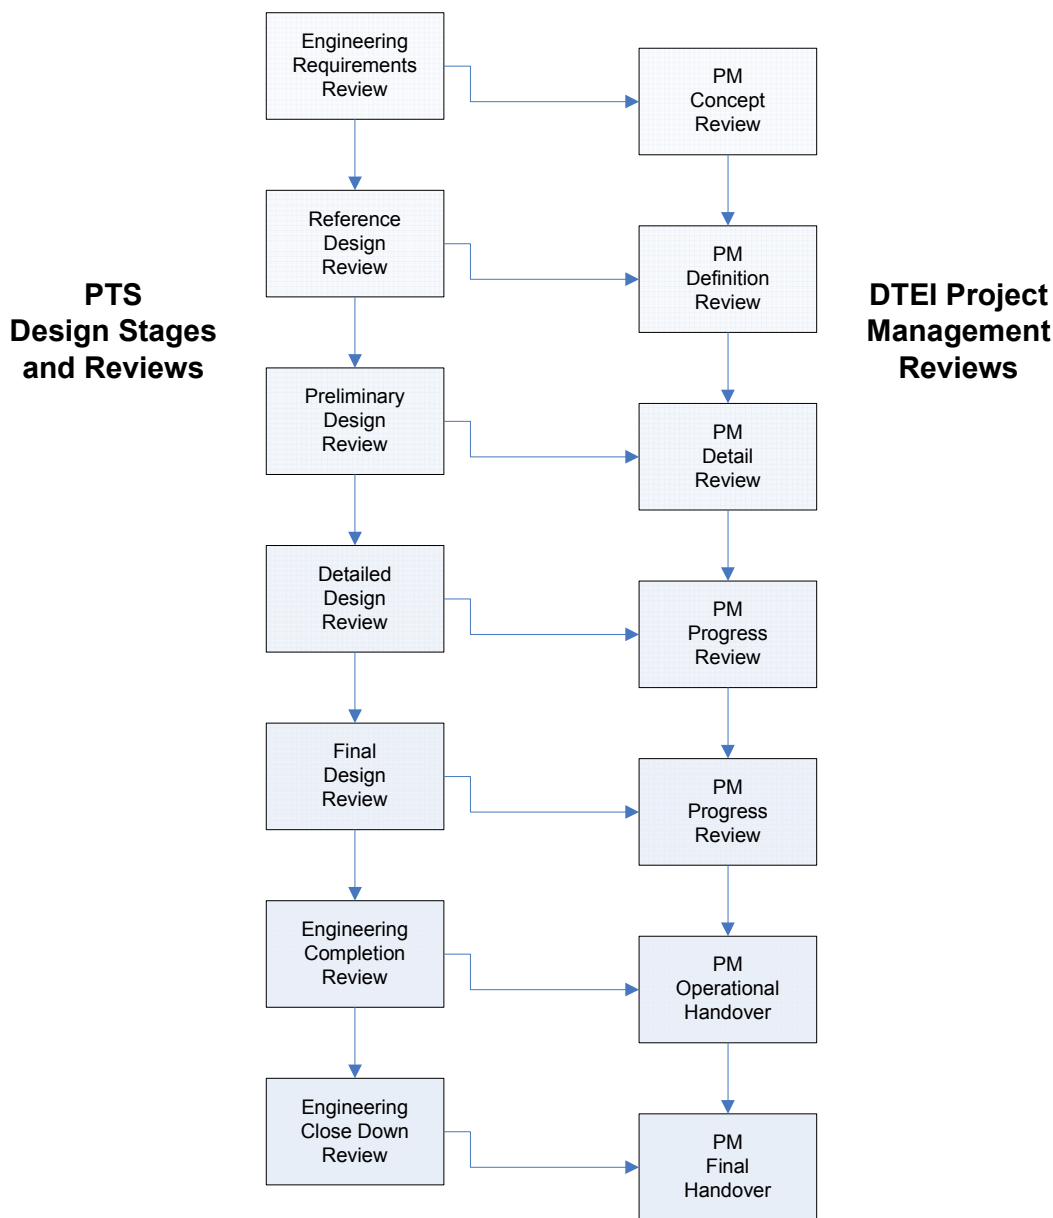 Engineering
Requirements
Review
PM
Concept
Review
Reference
Design
Review
PM
Definition
Review
PTS
Design Stages
and Reviews
DTEI Project
Management
Reviews
Preliminary
Design
Review
PM
Detail
Review
Detailed
Design
Review
PM
Progress
Review
Final
Design
Review
PM
Progress
Review
Engineering
Completion
Review
PM
Operational
Handover
Engineering
Close Down
Review
PM
Final
Handover